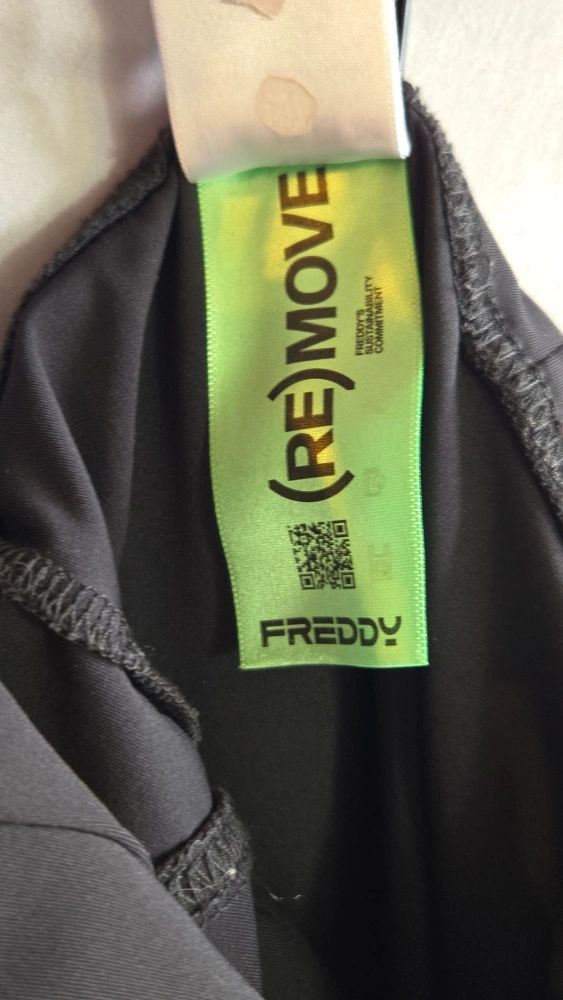 (RE)MOVE
FREDDY'S
SUSTAINABILITY
COMMITMENT
FREDDY